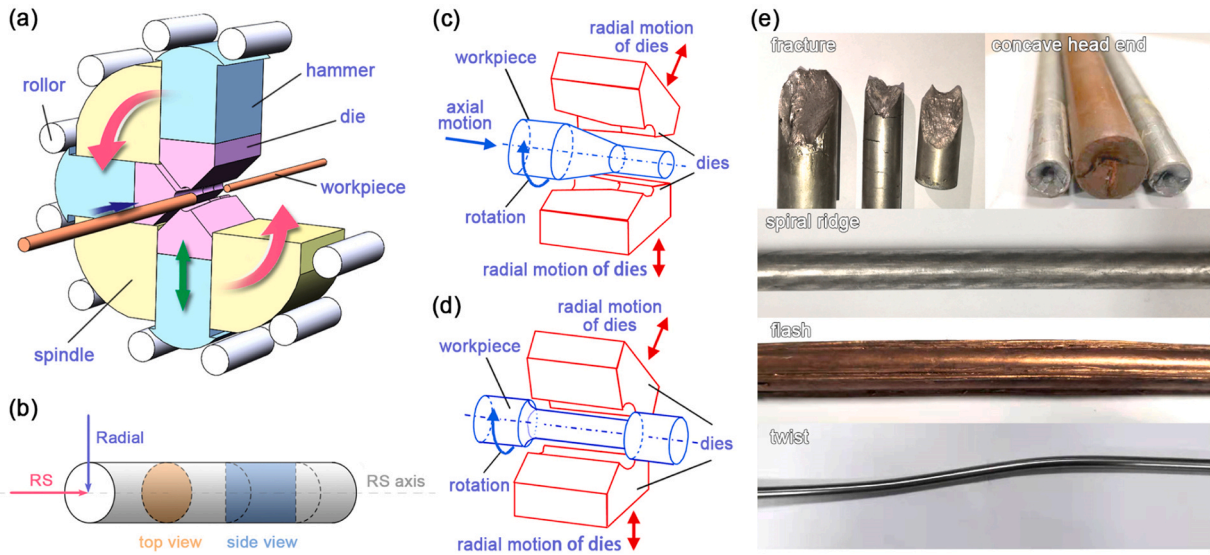 (a)
rollor
hammer
die
workpiece
spindle
(b)
Radial
RS
RS axis
top view
side view
(c)
radial motion
of dies
workpiece
axial
motion
dies
rotation
radial motion of dies
(d)
radial motion
of dies
workpiece
dies
rotation
radial motion of dies
(e)
fracture
concave head end
spiral ridge
flash
twist